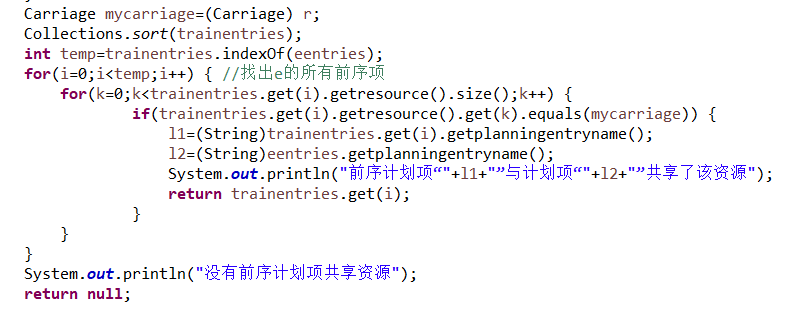 Carriage mycarriage=(Carriage) r;
Collections.sort(trainentries);
int temp=trainentries.indexOf(eentries);
for(i=0;i<temp;i++) { //找出e的所有前序项
for(k=0;k<trainentries.get(i).getresource().size();k++) {
if(trainentries.get(i).getresource().get(k).equals(mycarriage)) {
l1=(String)trainentries.get(i).getplanningentryname();
l2=(String)eentries.getplanningentryname();
System.out.println("前序计划项“"+l1+"”与计划项“"+l2+"”共享了该资源");
return trainentries.get(i);
}
}
}
System.out.println("没有前序计划项共享资源");
return null;